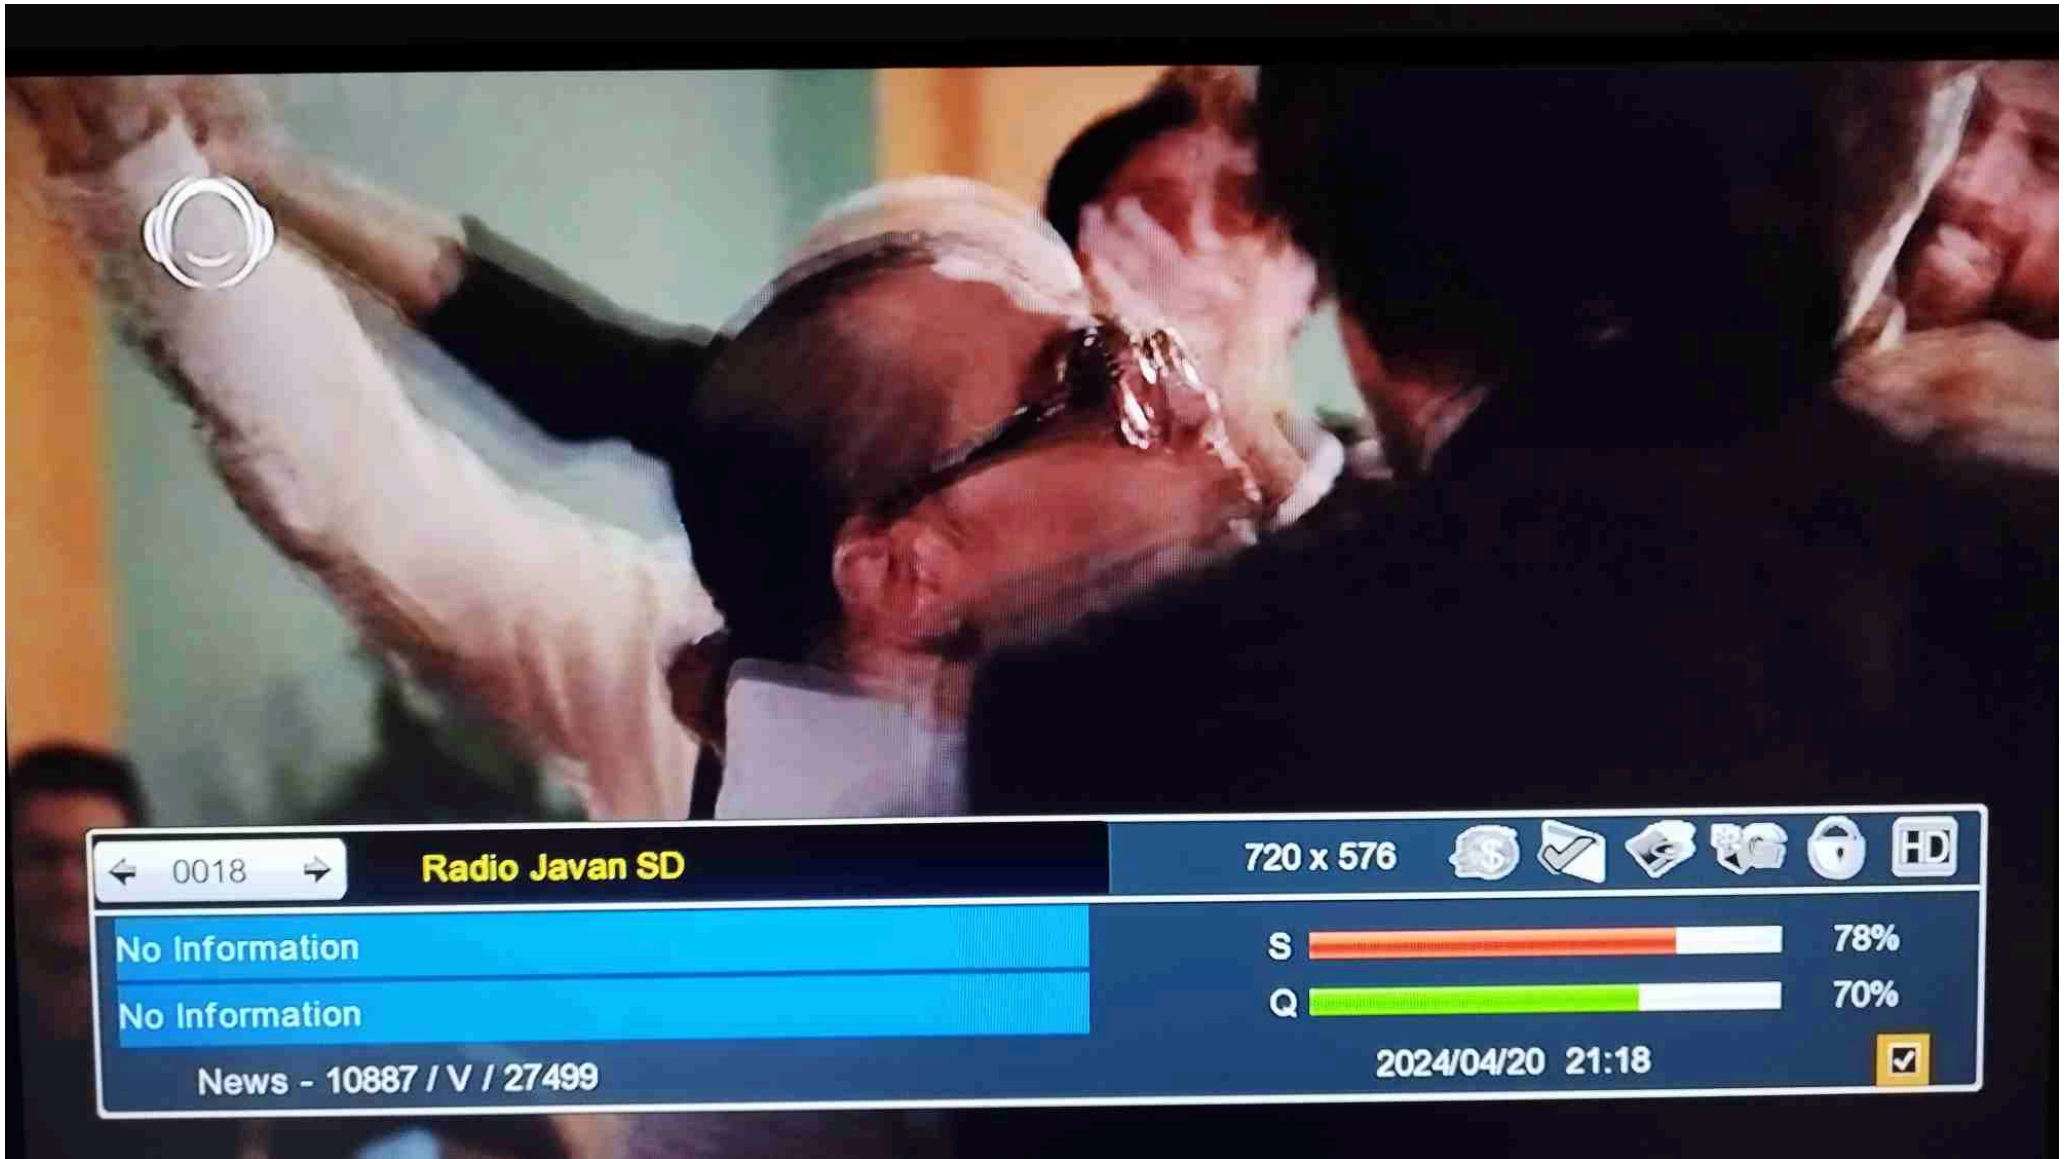 0018
Radio Javan SD
720 x 576
HD
No Information
S 78%
No Information
Q 70%
News - 10887 / V / 27499
2024/04/20 21:18